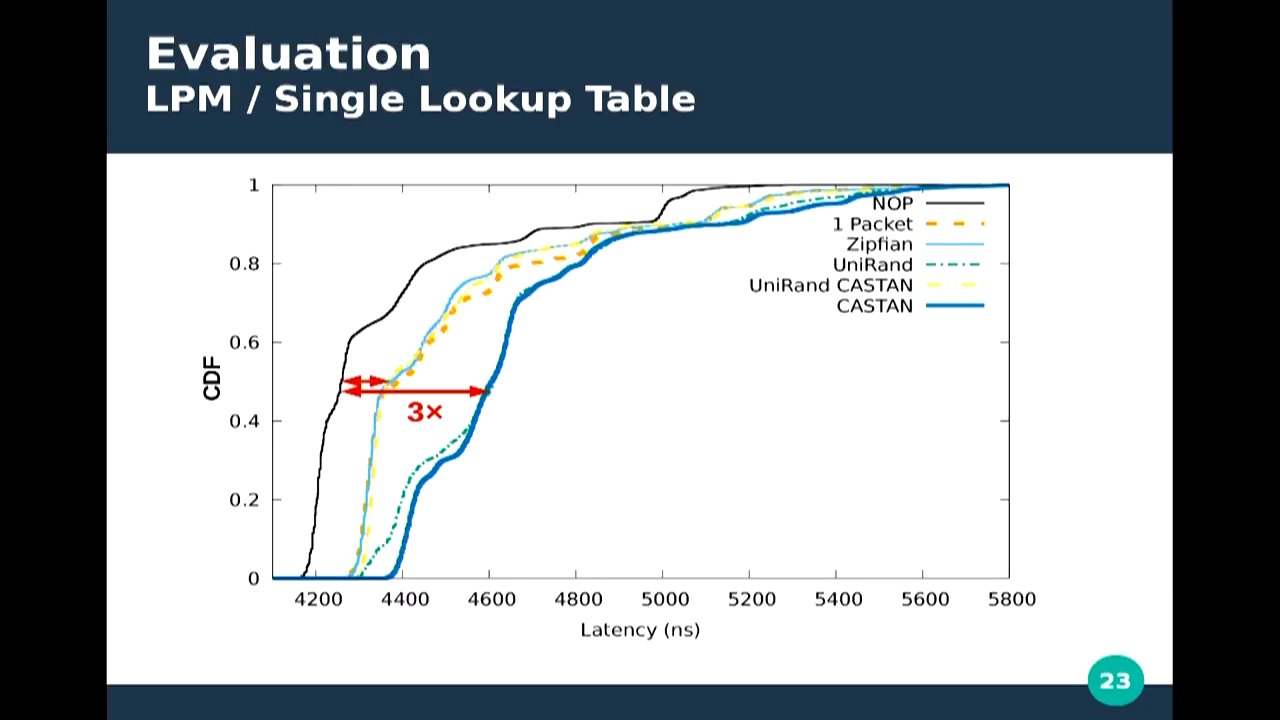 Evaluation
LPM / Single Lookup Table
1
0.8
0.6
0.4
0.2
0
CDF
NOP
1 Packet
Zipfian
UniRand
UniRand CASTAN
CASTAN
3×
4200 4400 4600 4800 5000 5200 5400 5600 5800
Latency (ns)
23